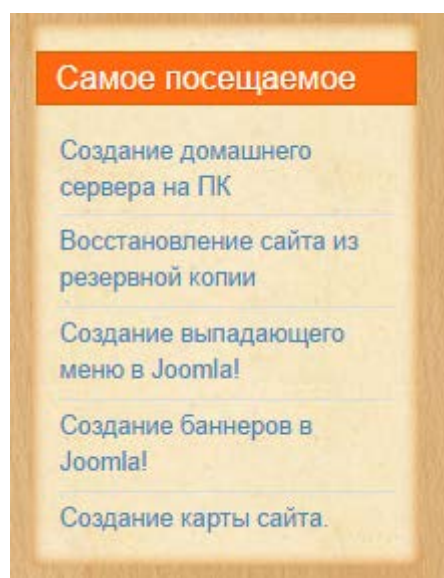 Самое посещаемое
Создание домашнего
сервера на ПК
Восстановление сайта из
резервной копии
Создание выпадающего
меню в Joomla!
Создание баннеров в
Joomla!
Создание карты сайта.